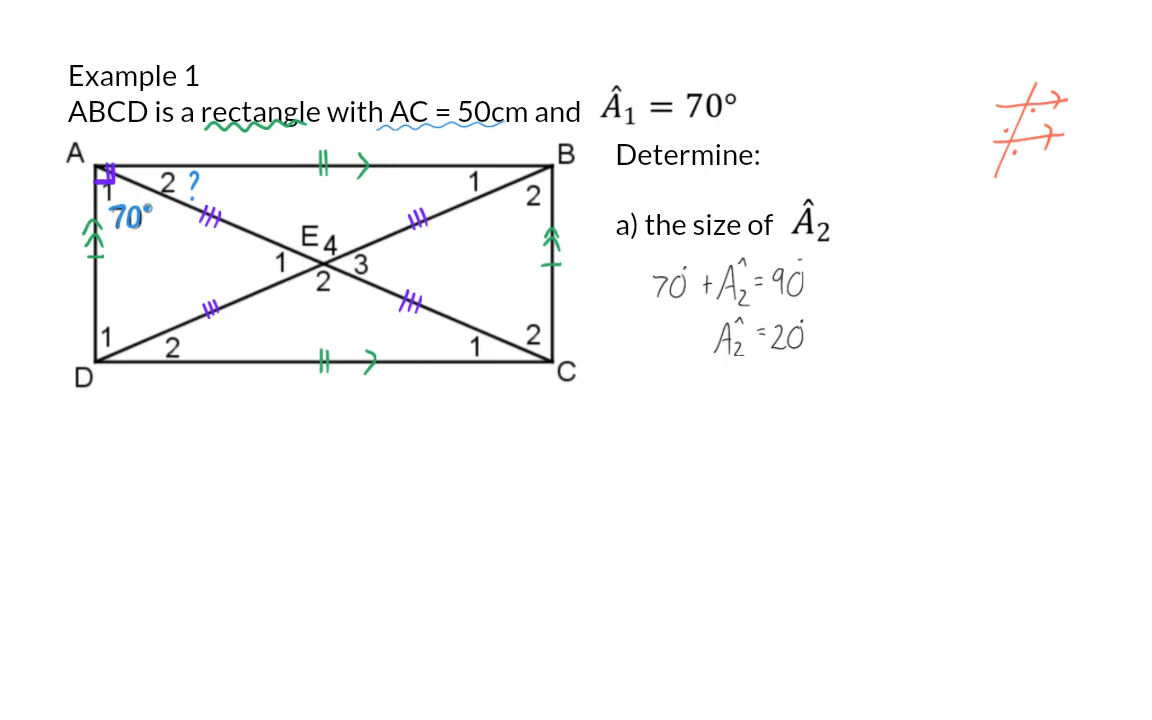 Example 1
ABCD is a rectangle with AC = 50cm and Â₁ = 70°
A B Determine:
1 2 ? 1 2
70°
a) the size of Â₂
E 4
1 3
2
70° + Â₂ = 90°
Â₂ = 20°
1 2 1 2
D C